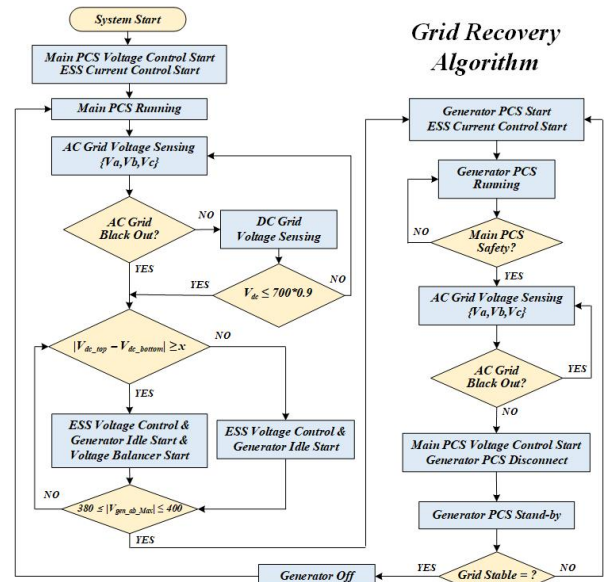 System Start
Grid Recovery
Algorithm
Main PCS Voltage Control Start
ESS Current Control Start
Main PCS Running
AC Grid Voltage Sensing
{Va,Vb,Vc}
AC Grid
Black Out?
NO
DC Grid
Voltage Sensing
YES
YES
NO
V_dc ≤ 700*0.9
|V_dc_top − V_dc_bottom| ≥ x
NO
YES
ESS Voltage Control &
Generator Idle Start &
Voltage Balancer Start
ESS Voltage Control &
Generator Idle Start
NO
380 ≤ |V_gen_ab_Max| ≤ 400
YES
Generator PCS Start
ESS Current Control Start
Generator PCS
Running
NO
Main PCS
Safety?
YES
AC Grid Voltage Sensing
{Va,Vb,Vc}
AC Grid
Black Out?
YES
NO
Main PCS Voltage Control Start
Generator PCS Disconnect
Generator PCS Stand-by
Grid Stable = ?
YES
NO
Generator Off